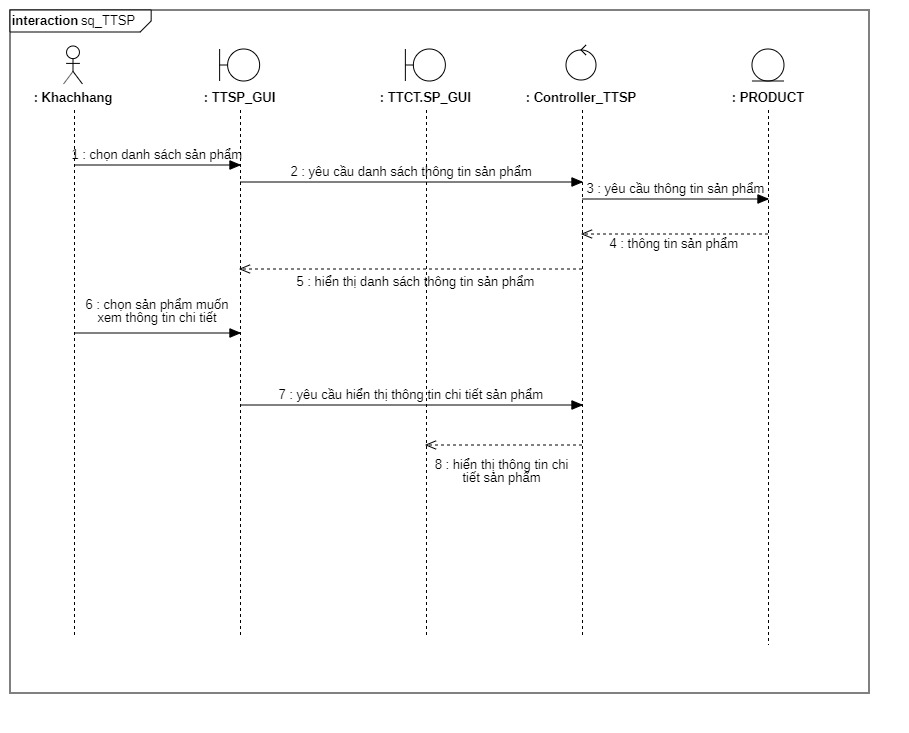 interaction sq_TTSP
: Khachhang
: TTSP_GUI
: TTCT.SP_GUI
: Controller_TTSP
: PRODUCT
1 : chọn danh sách sản phẩm
2 : yêu cầu danh sách thông tin sản phẩm
3 : yêu cầu thông tin sản phẩm
4 : thông tin sản phẩm
5 : hiển thị danh sách thông tin sản phẩm
6 : chọn sản phẩm muốn
xem thông tin chi tiết
7 : yêu cầu hiển thị thông tin chi tiết sản phẩm
8 : hiển thị thông tin chi
tiết sản phẩm